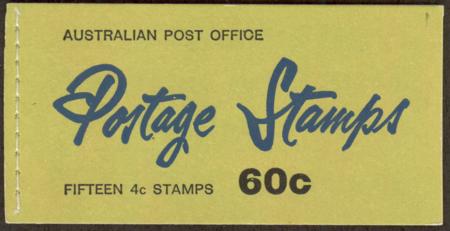 AUSTRALIAN POST OFFICE
Postage Stamps
FIFTEEN 4c STAMPS 60c